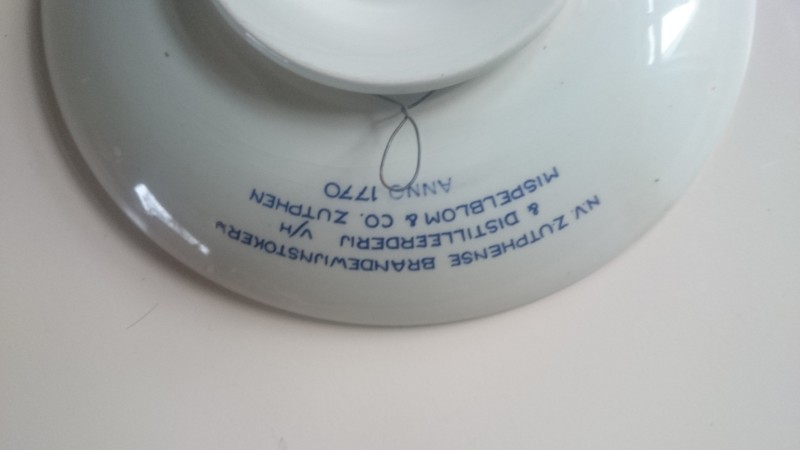 N.V. ZUTPHENSE BRANDEWIJNSTOKERIJ
& DISTILLEERDERIJ V/H
MISPELBLOM & CO. ZUTPHEN
ANNO 1770